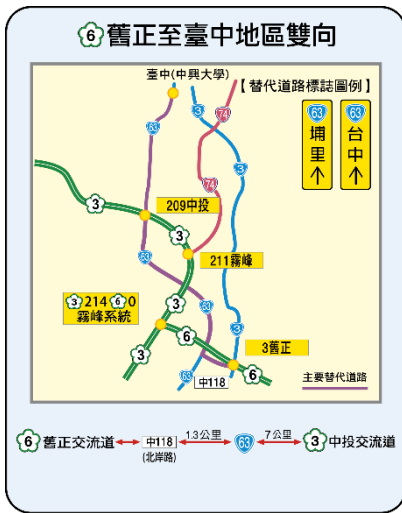 6 舊正至臺中地區雙向
臺中(中興大學)
【替代道路標誌圖例】
63 埔里↑
63 台中↑
3
74
63
3
209中投
3
74
211霧峰
63
3 214 6 0
霧峰系統
3
63
3
6
3舊正
3
63
中118
6
主要替代道路
6 舊正交流道 中118 1.3公里 63 7公里 3 中投交流道
(北岸路)